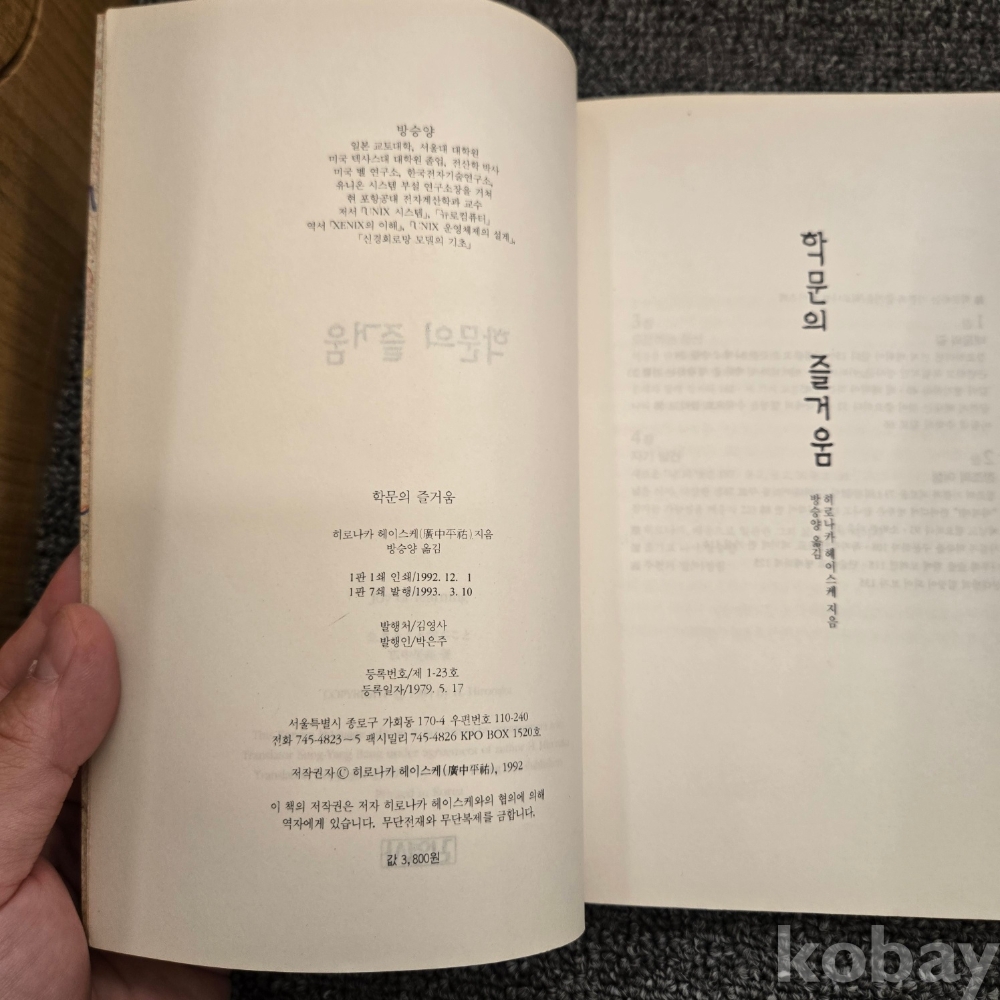 방승양
일본 교토대학, 서울대 대학원
미국 텍사스대 대학원 졸업, 전산학 박사
미국 벨 연구소, 한국전자기술연구소,
유니온 시스템 부설 연구소장을 거쳐
현 포항공대 전자계산학과 교수
저서 「UNIX 시스템」, 「뉴로컴퓨터」
역서 「XENIX의 이해」, 「UNIX 운영체제의 설계」,
「신경회로망 모델의 기초」
학문의 즐거움
히로나카 헤이스케(廣中平祐) 지음
방승양 옮김
1판 1쇄 인쇄/1992. 12. 1
1판 7쇄 발행/1993. 3. 10
발행처/김영사
발행인/박은주
등록번호/제 1-23호
등록일자/1979. 5. 17
서울특별시 종로구 가회동 170-4 우편번호 110-240
전화 745-4823~5 팩시밀리 745-4826 KPO BOX 1520호
저작권자 ⓒ 히로나카 헤이스케(廣中平祐), 1992
이 책의 저작권은 저자 히로나카 헤이스케와의 협의에 의해
역자에게 있습니다. 무단전재와 무단복제를 금합니다.
값 3,800원
학문의 즐거움
히로나카 헤이스케 지음
방승양 옮김
kobay